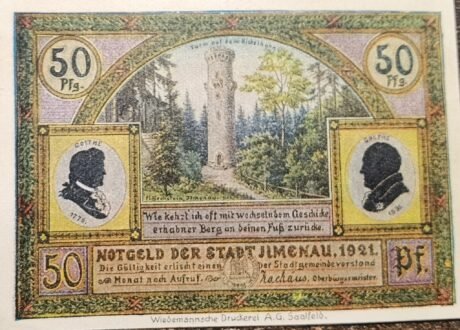 50 Pfg.
Turm auf dem Kickelhahn
50 Pfg.
GOETHE
1776.
GOETHE
Wie kehrt ich oft mit wechselndem Geschicke,
erhabner Berg an deinen Fuß zurücke.
50
NOTGELD DER STADT JLMENAU, 1921.
Pf.
Die Gültigkeit erlischt einen Der Stadtgemeindevorstand
Monat nach Aufruf. Oberbürgermeister.
Wiedemannsche Druckerei A.G. Saalfeld.